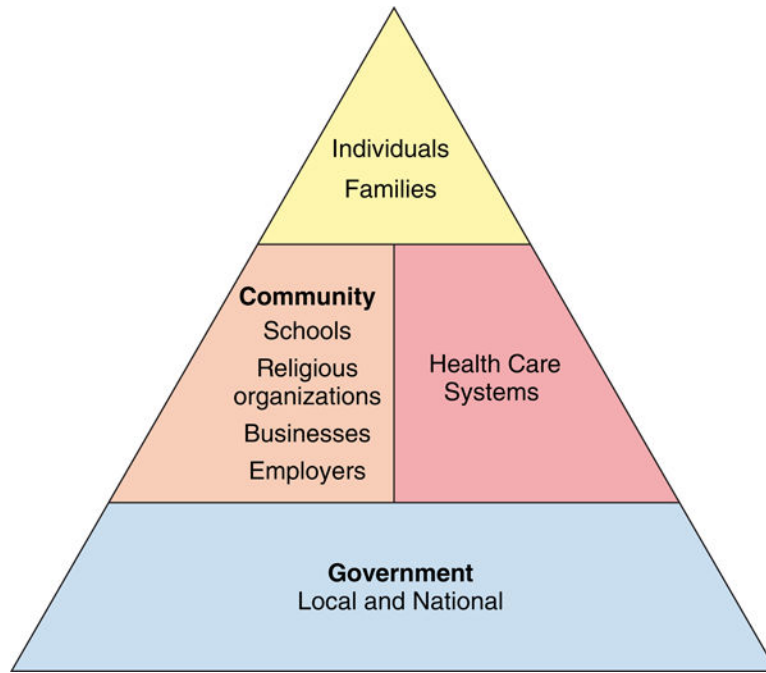 Individuals
Families
Community
Schools
Religious
organizations
Businesses
Employers
Health Care
Systems
Government
Local and National